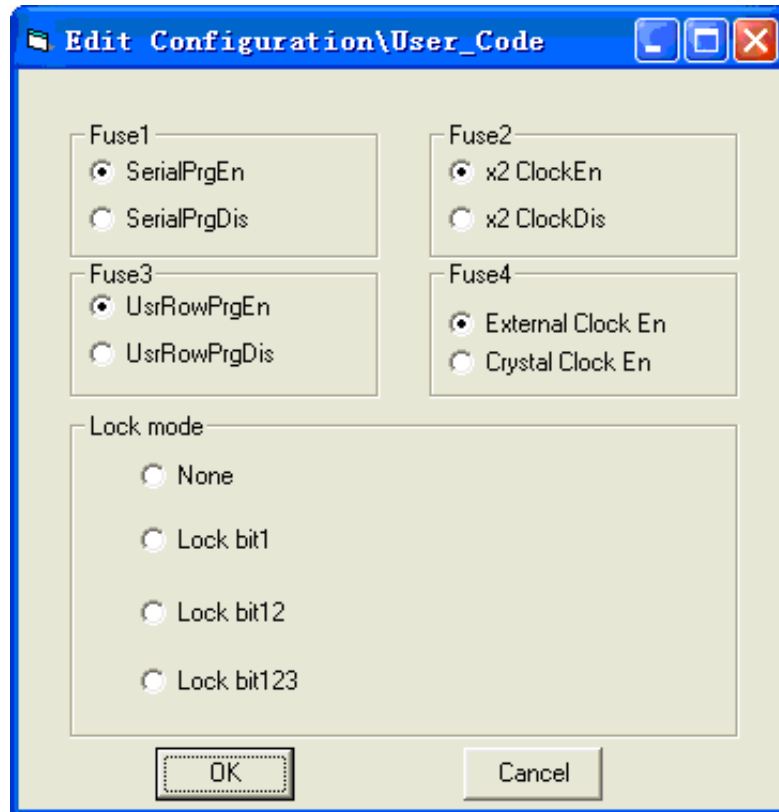 Edit Configuration\User_Code
Fuse1
SerialPrgEn
SerialPrgDis
Fuse2
x2 ClockEn
x2 ClockDis
Fuse3
UsrRowPrgEn
UsrRowPrgDis
Fuse4
External Clock En
Crystal Clock En
Lock mode
None
Lock bit1
Lock bit12
Lock bit123
OK
Cancel